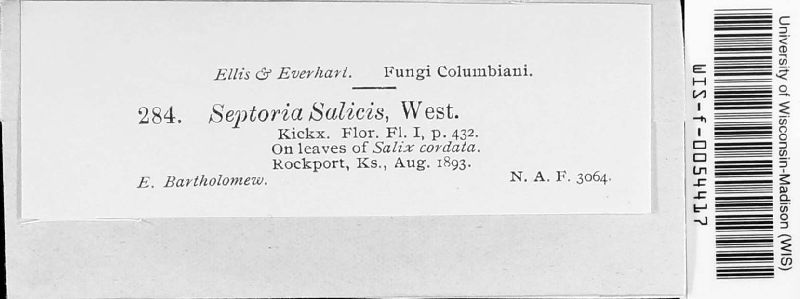 Ellis & Everhart. Fungi Columbiani.
284. Septoria Salicis, West.
Kickx. Flor. Fl. I, p. 432.
On leaves of Salix cordata.
Rockport, Ks., Aug. 1893.
E. Bartholomew. N. A. F. 3064.
WIS-f-0054417
University of Wisconsin-Madison (WIS)